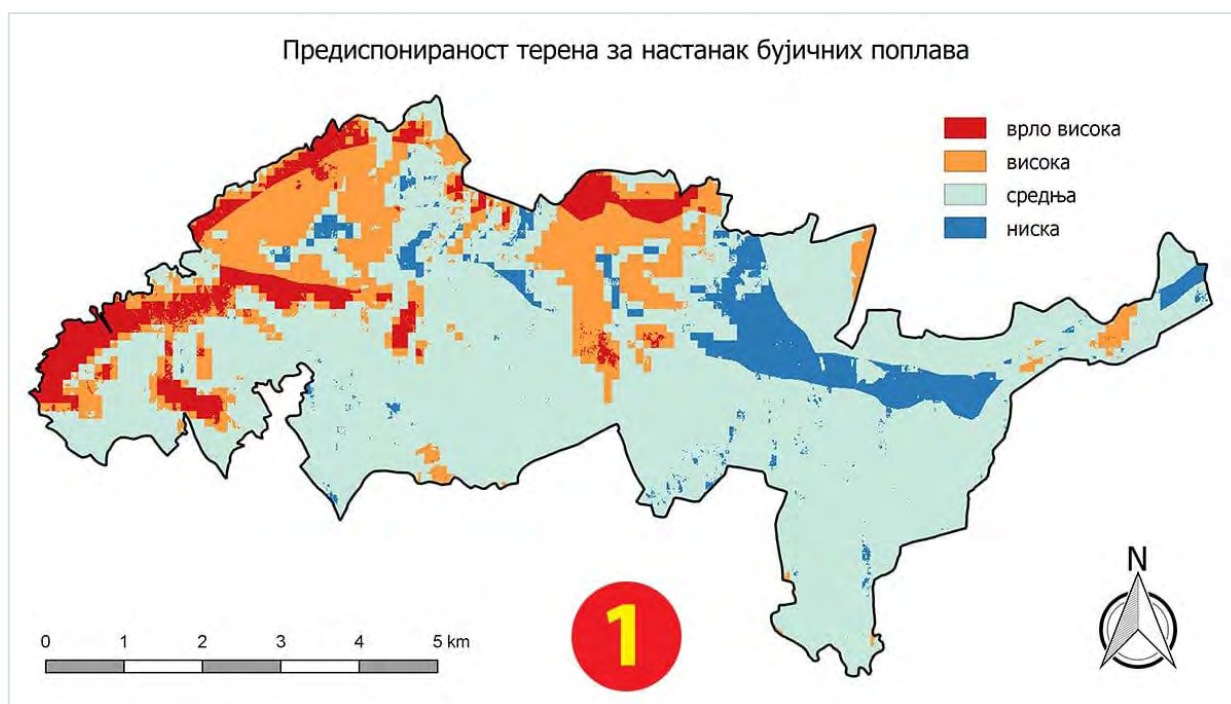 Предиспонираност терена за настанак бујичних поплава
врло висока
висока
средња
ниска
N
0 1 2 3 4 5 km
1